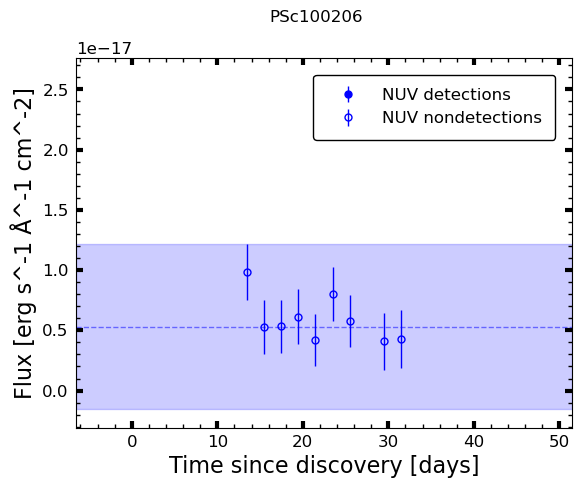 PSc100206
1e−17
NUV detections
NUV nondetections
2.5
2.0
1.5
1.0
0.5
0.0
Flux [erg s^-1 Å^-1 cm^-2]
0 10 20 30 40 50
Time since discovery [days]